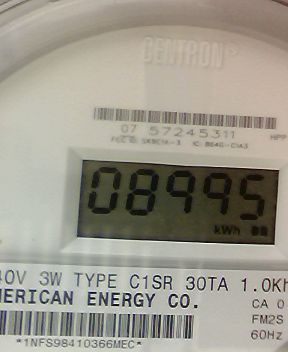 CENTRON®
07 57245311
08995
kWh
40V 3W TYPE C1SR 30TA 1.0Kh
MERICAN ENERGY CO.
CA 0
FM2S
60Hz
*1NFS98410366MEC*